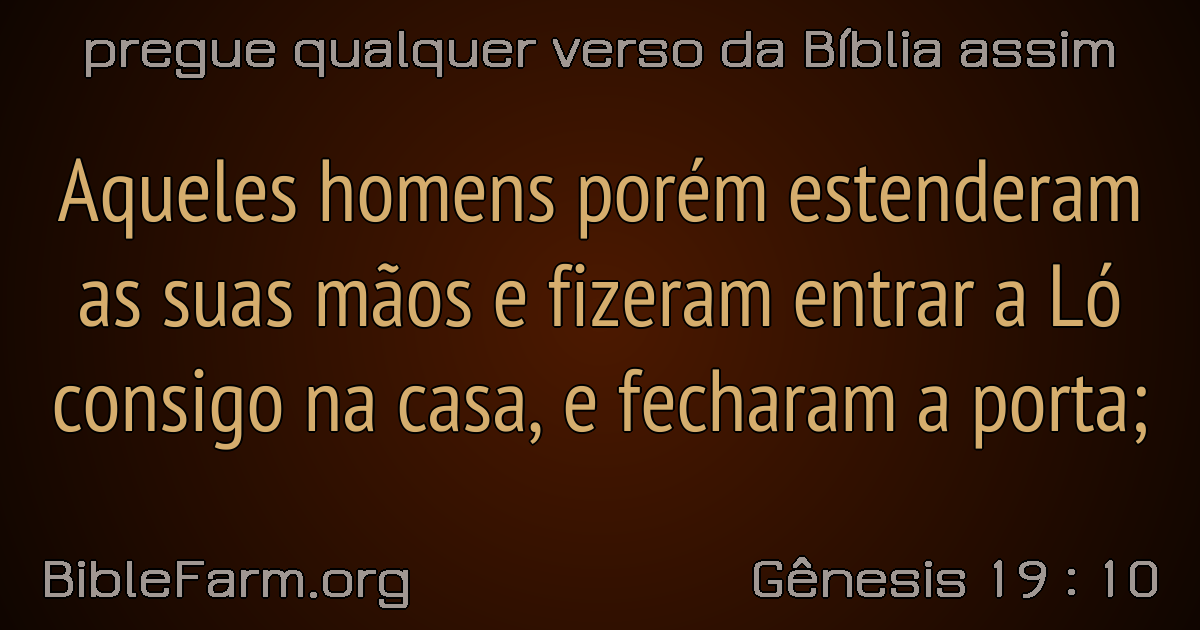 pregue qualquer verso da Bíblia assim
Aqueles homens porém estenderam
as suas mãos e fizeram entrar a Ló
consigo na casa, e fecharam a porta;
BibleFarm.org
Gênesis 19 : 10